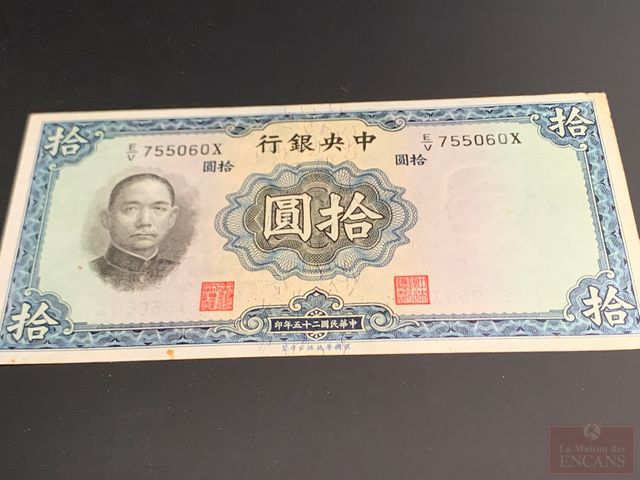 拾
拾
E/V 755060X
中央銀行
E/V 755060X
拾圓
拾圓
拾圓
中華民國二十五年印
拾
拾
La Maison des
ENCANS